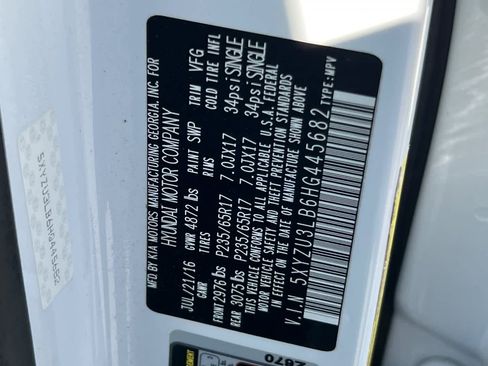 MFD BY KIA MOTORS MANUFACTURING GEORGIA, INC. FOR
HYUNDAI MOTOR COMPANY
JUL/21/16 GVWR 4872 lbs PAINT SWP TRIM VFG
GAWR TIRES RIMS COLD TIRE INFL
FRON 2976 lbs P235/65R17 7.0JX17 34psi SINGLE
REAR 3075 lbs P235/65R17 7.0JX17 34psi SINGLE
THIS VEHICLE CONFORMS TO ALL APPLICABLE U.S.A. FEDERAL
MOTOR VEHICLE SAFETY AND THEFT PREVENTION STANDARDS
IN EFFECT ON THE DATE OF MANUFACTURE SHOWN ABOVE
V.I.N 5XYZU3LB6HG445682 TYPE: MPV
5XYZU3LB6HG445682
2670